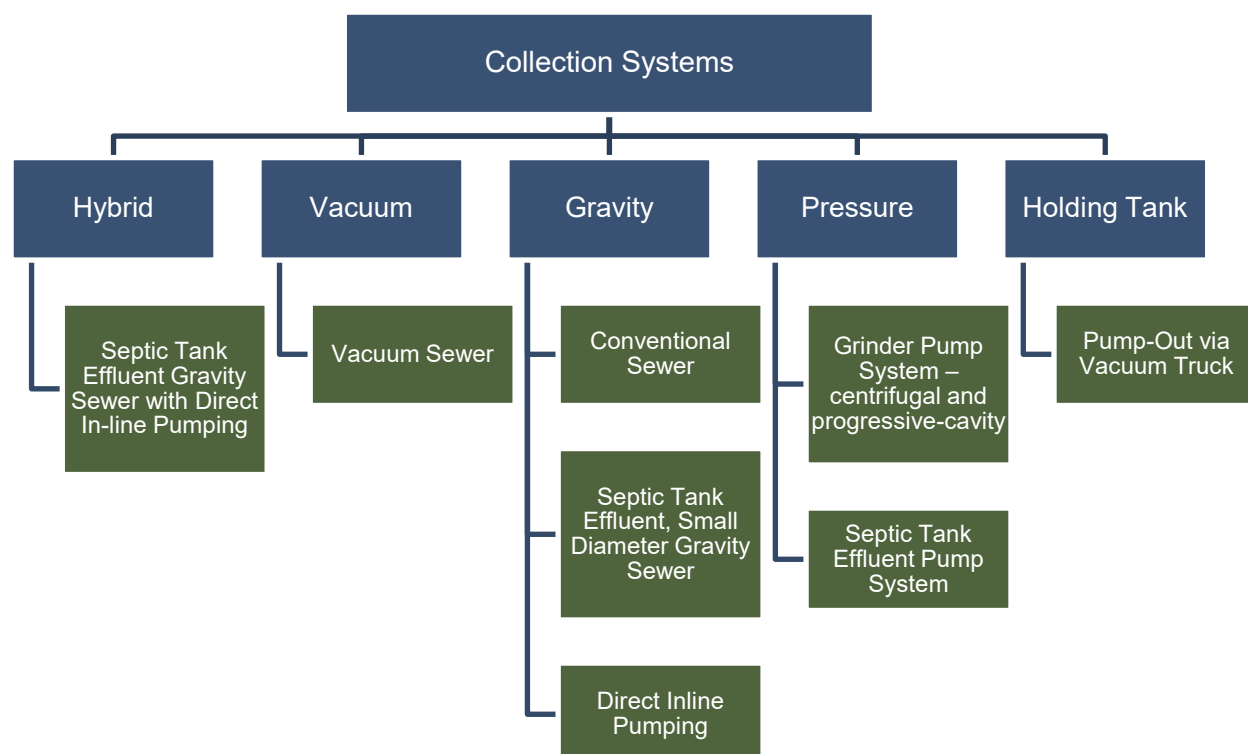 Collection Systems
Hybrid
Vacuum
Gravity
Pressure
Holding Tank
Septic Tank
Effluent Gravity
Sewer with Direct
In-line Pumping
Vacuum Sewer
Conventional
Sewer
Septic Tank
Effluent, Small
Diameter Gravity
Sewer
Direct Inline
Pumping
Grinder Pump
System –
centrifugal and
progressive-cavity
Septic Tank
Effluent Pump
System
Pump-Out via
Vacuum Truck